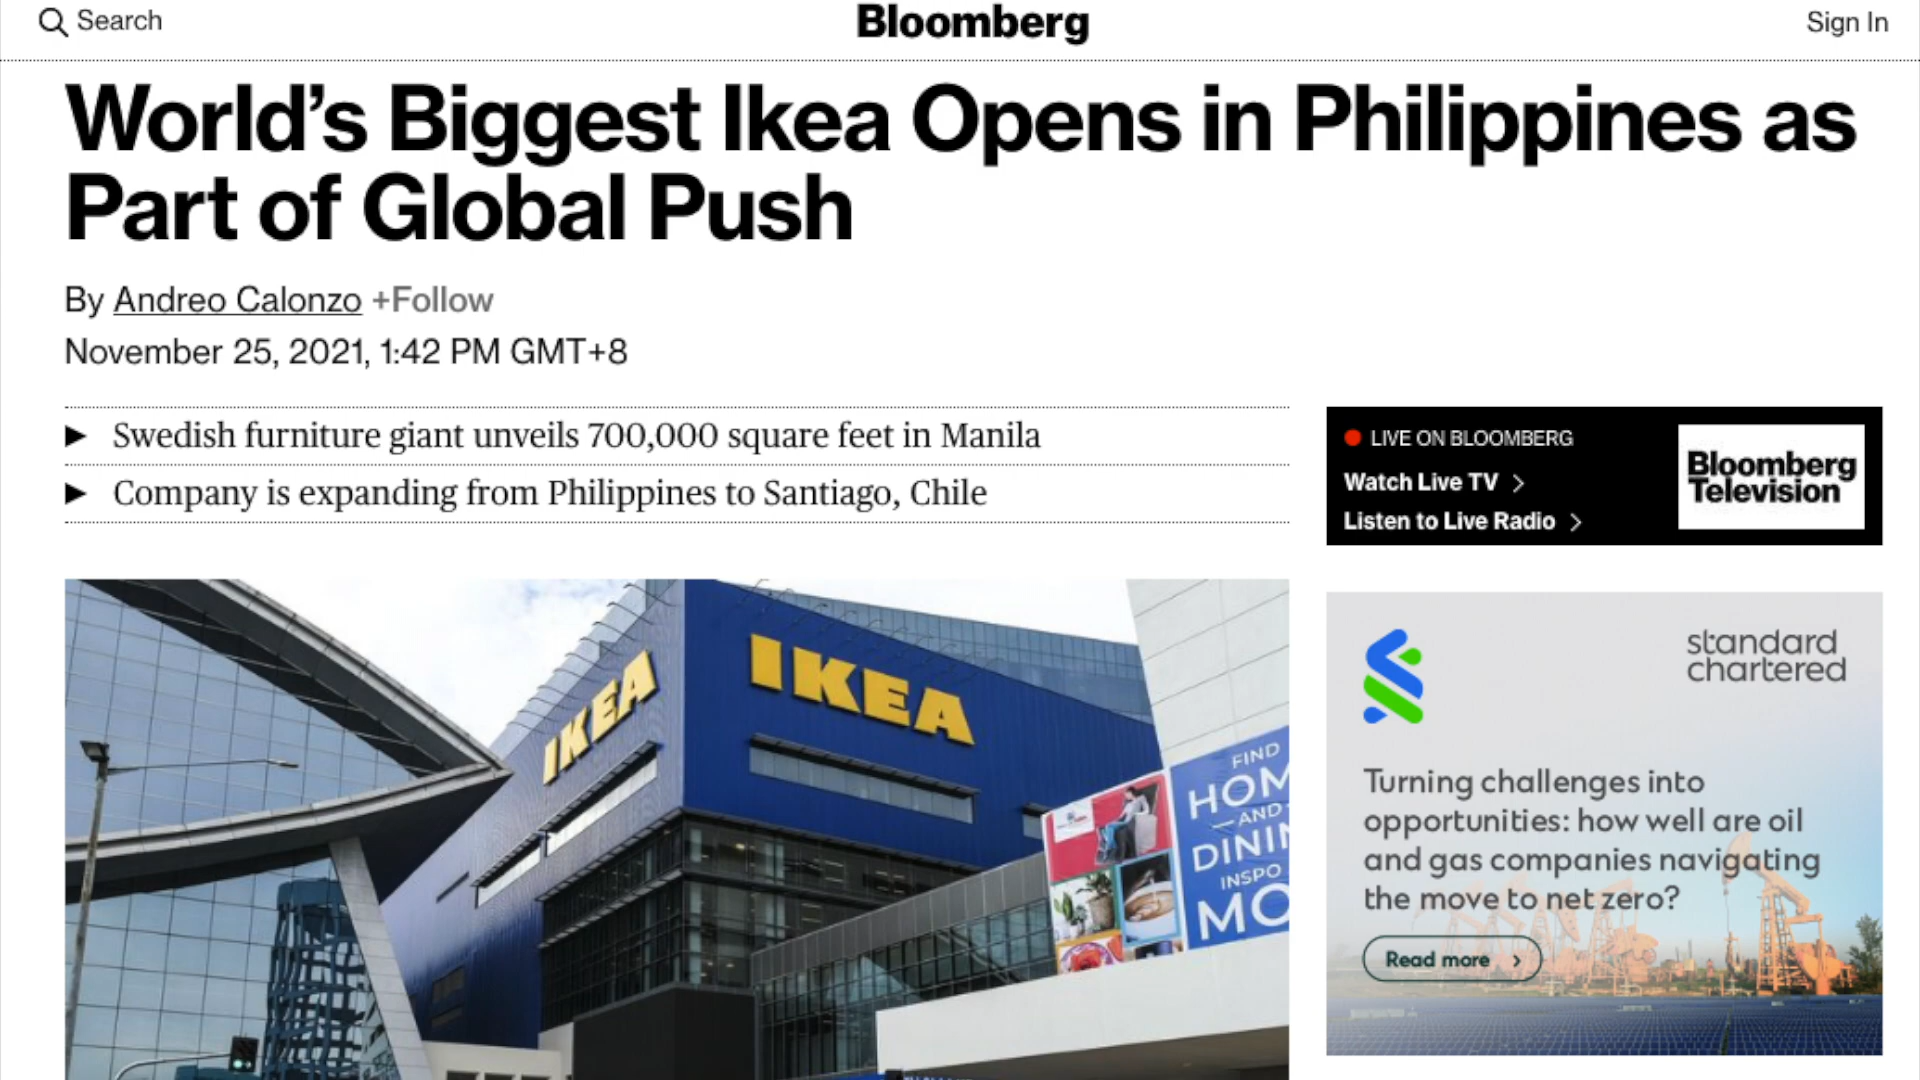 Search
Bloomberg
Sign In
World's Biggest Ikea Opens in Philippines as
Part of Global Push
By Andreo Calonzo +Follow
November 25, 2021, 1:42 PM GMT+8
Swedish furniture giant unveils 700,000 square feet in Manila
Company is expanding from Philippines to Santiago, Chile
LIVE ON BLOOMBERG
Watch Live TV
Listen to Live Radio
Bloomberg
Television
IKEA
IKEA
FIND
HOM
AND
DINI
INSPO
MO
standard
chartered
Turning challenges into
opportunities: how well are oil
and gas companies navigating
the move to net zero?
Read more